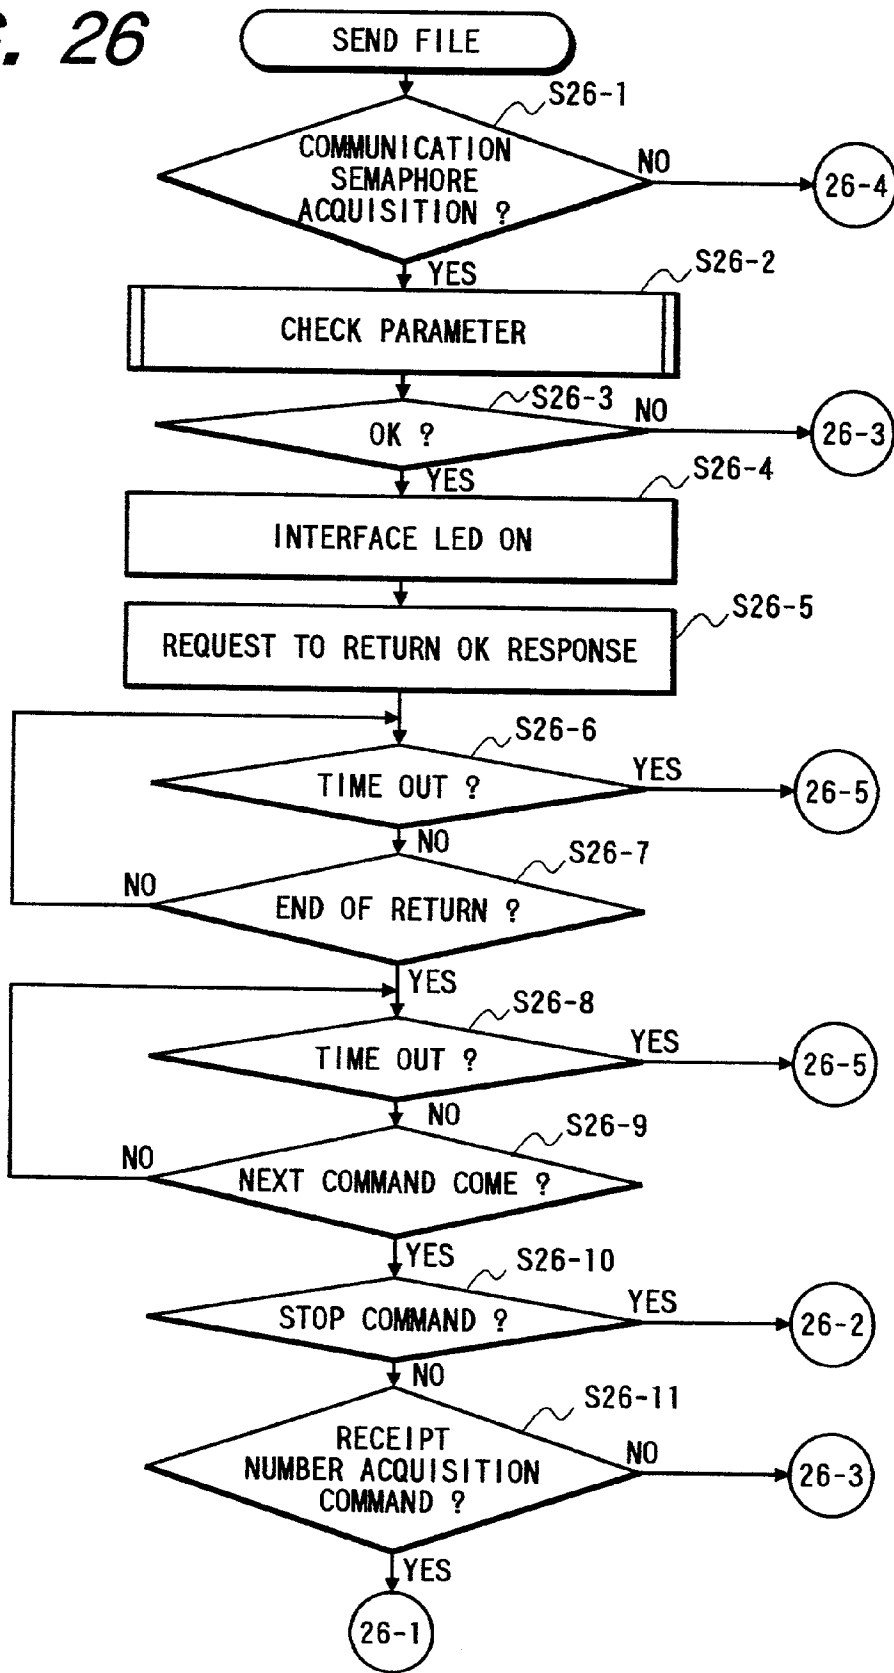 G. 26
SEND FILE
S26-1
COMMUNICATION
SEMAPHORE
ACQUISITION ?
NO
26-4
YES
S26-2
CHECK PARAMETER
S26-3
OK ?
NO
26-3
YES
S26-4
INTERFACE LED ON
S26-5
REQUEST TO RETURN OK RESPONSE
S26-6
TIME OUT ?
YES
26-5
NO
S26-7
NO
END OF RETURN ?
YES
S26-8
TIME OUT ?
YES
26-5
NO
S26-9
NO
NEXT COMMAND COME ?
YES
S26-10
STOP COMMAND ?
YES
26-2
NO
S26-11
RECEIPT
NUMBER ACQUISITION
COMMAND ?
NO
26-3
YES
26-1